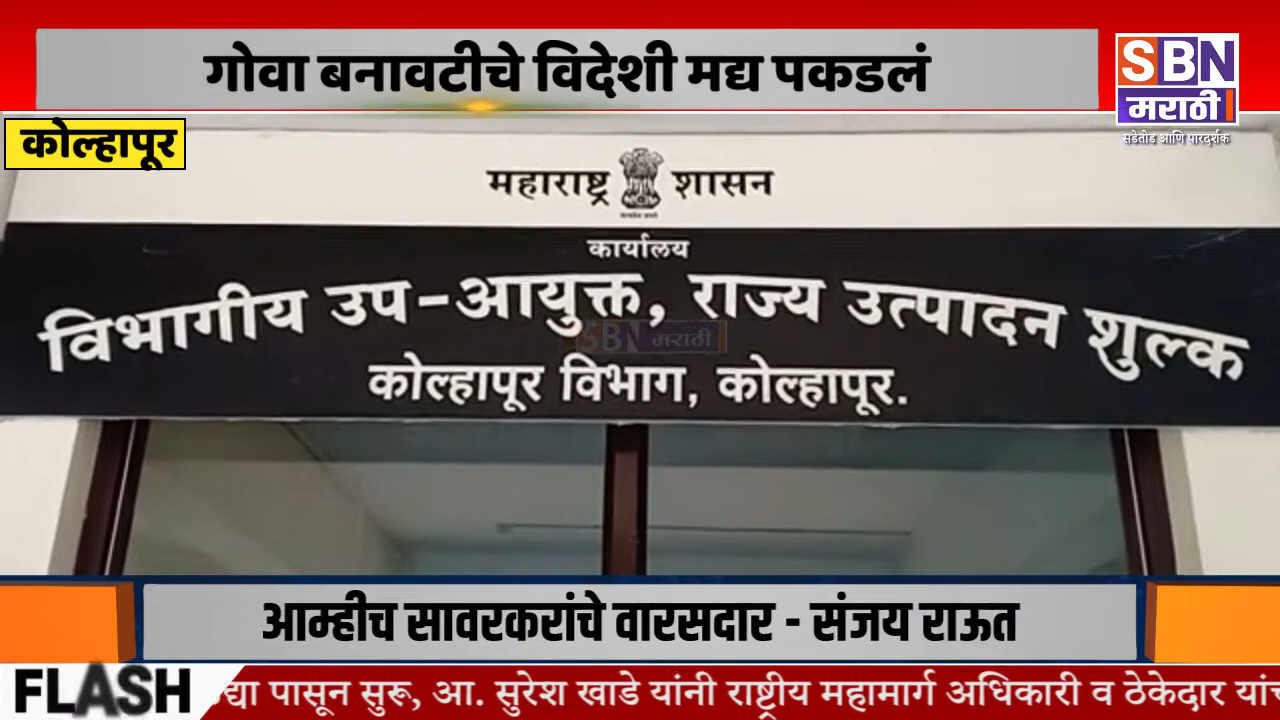 गोवा बनावटीचे विदेशी मद्य पकडलं
SBN
मराठी
सडेतोड आणि पारदर्शक
कोल्हापूर
महाराष्ट्र शासन
कार्यालय
विभागीय उप-आयुक्त, राज्य उत्पादन शुल्क
SBN मराठी
कोल्हापूर विभाग, कोल्हापूर.
आम्हीच सावरकरांचे वारसदार - संजय राऊत
FLASH
पासून सुरू, आ. सुरेश खाडे यांनी राष्ट्रीय महामार्ग अधिकारी व ठेकेदार